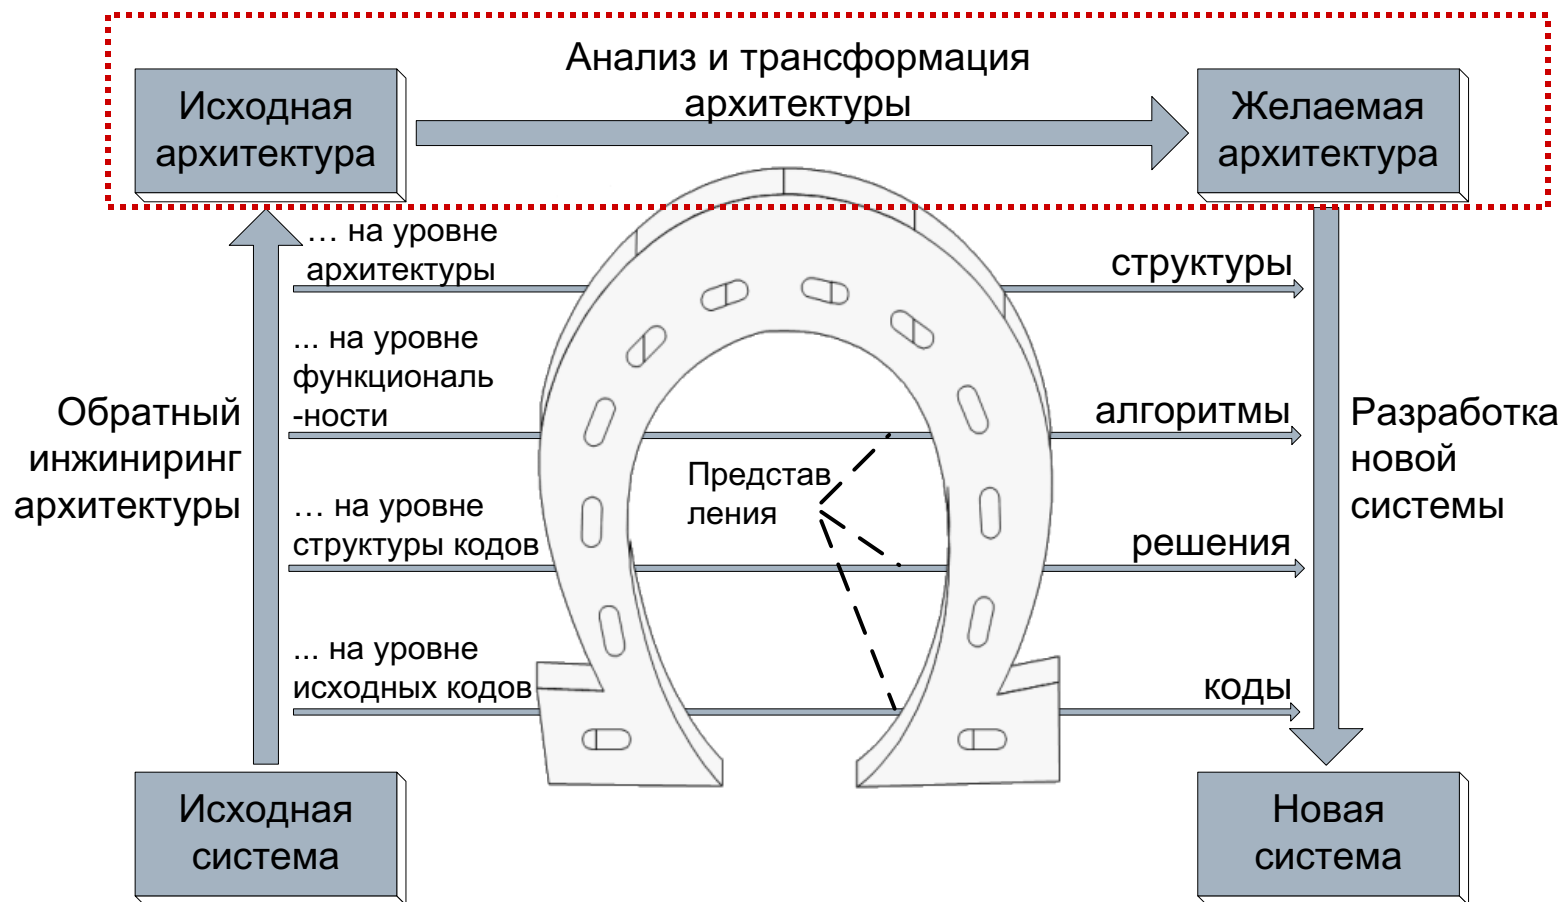 Анализ и трансформация
архитектуры
Исходная
архитектура
Желаемая
архитектура
… на уровне
архитектуры
структуры
... на уровне
функциональ
-ности
алгоритмы
Обратный
инжиниринг
архитектуры
Разработка
новой
системы
Представ
ления
… на уровне
структуры кодов
решения
... на уровне
исходных кодов
коды
Исходная
система
Новая
система